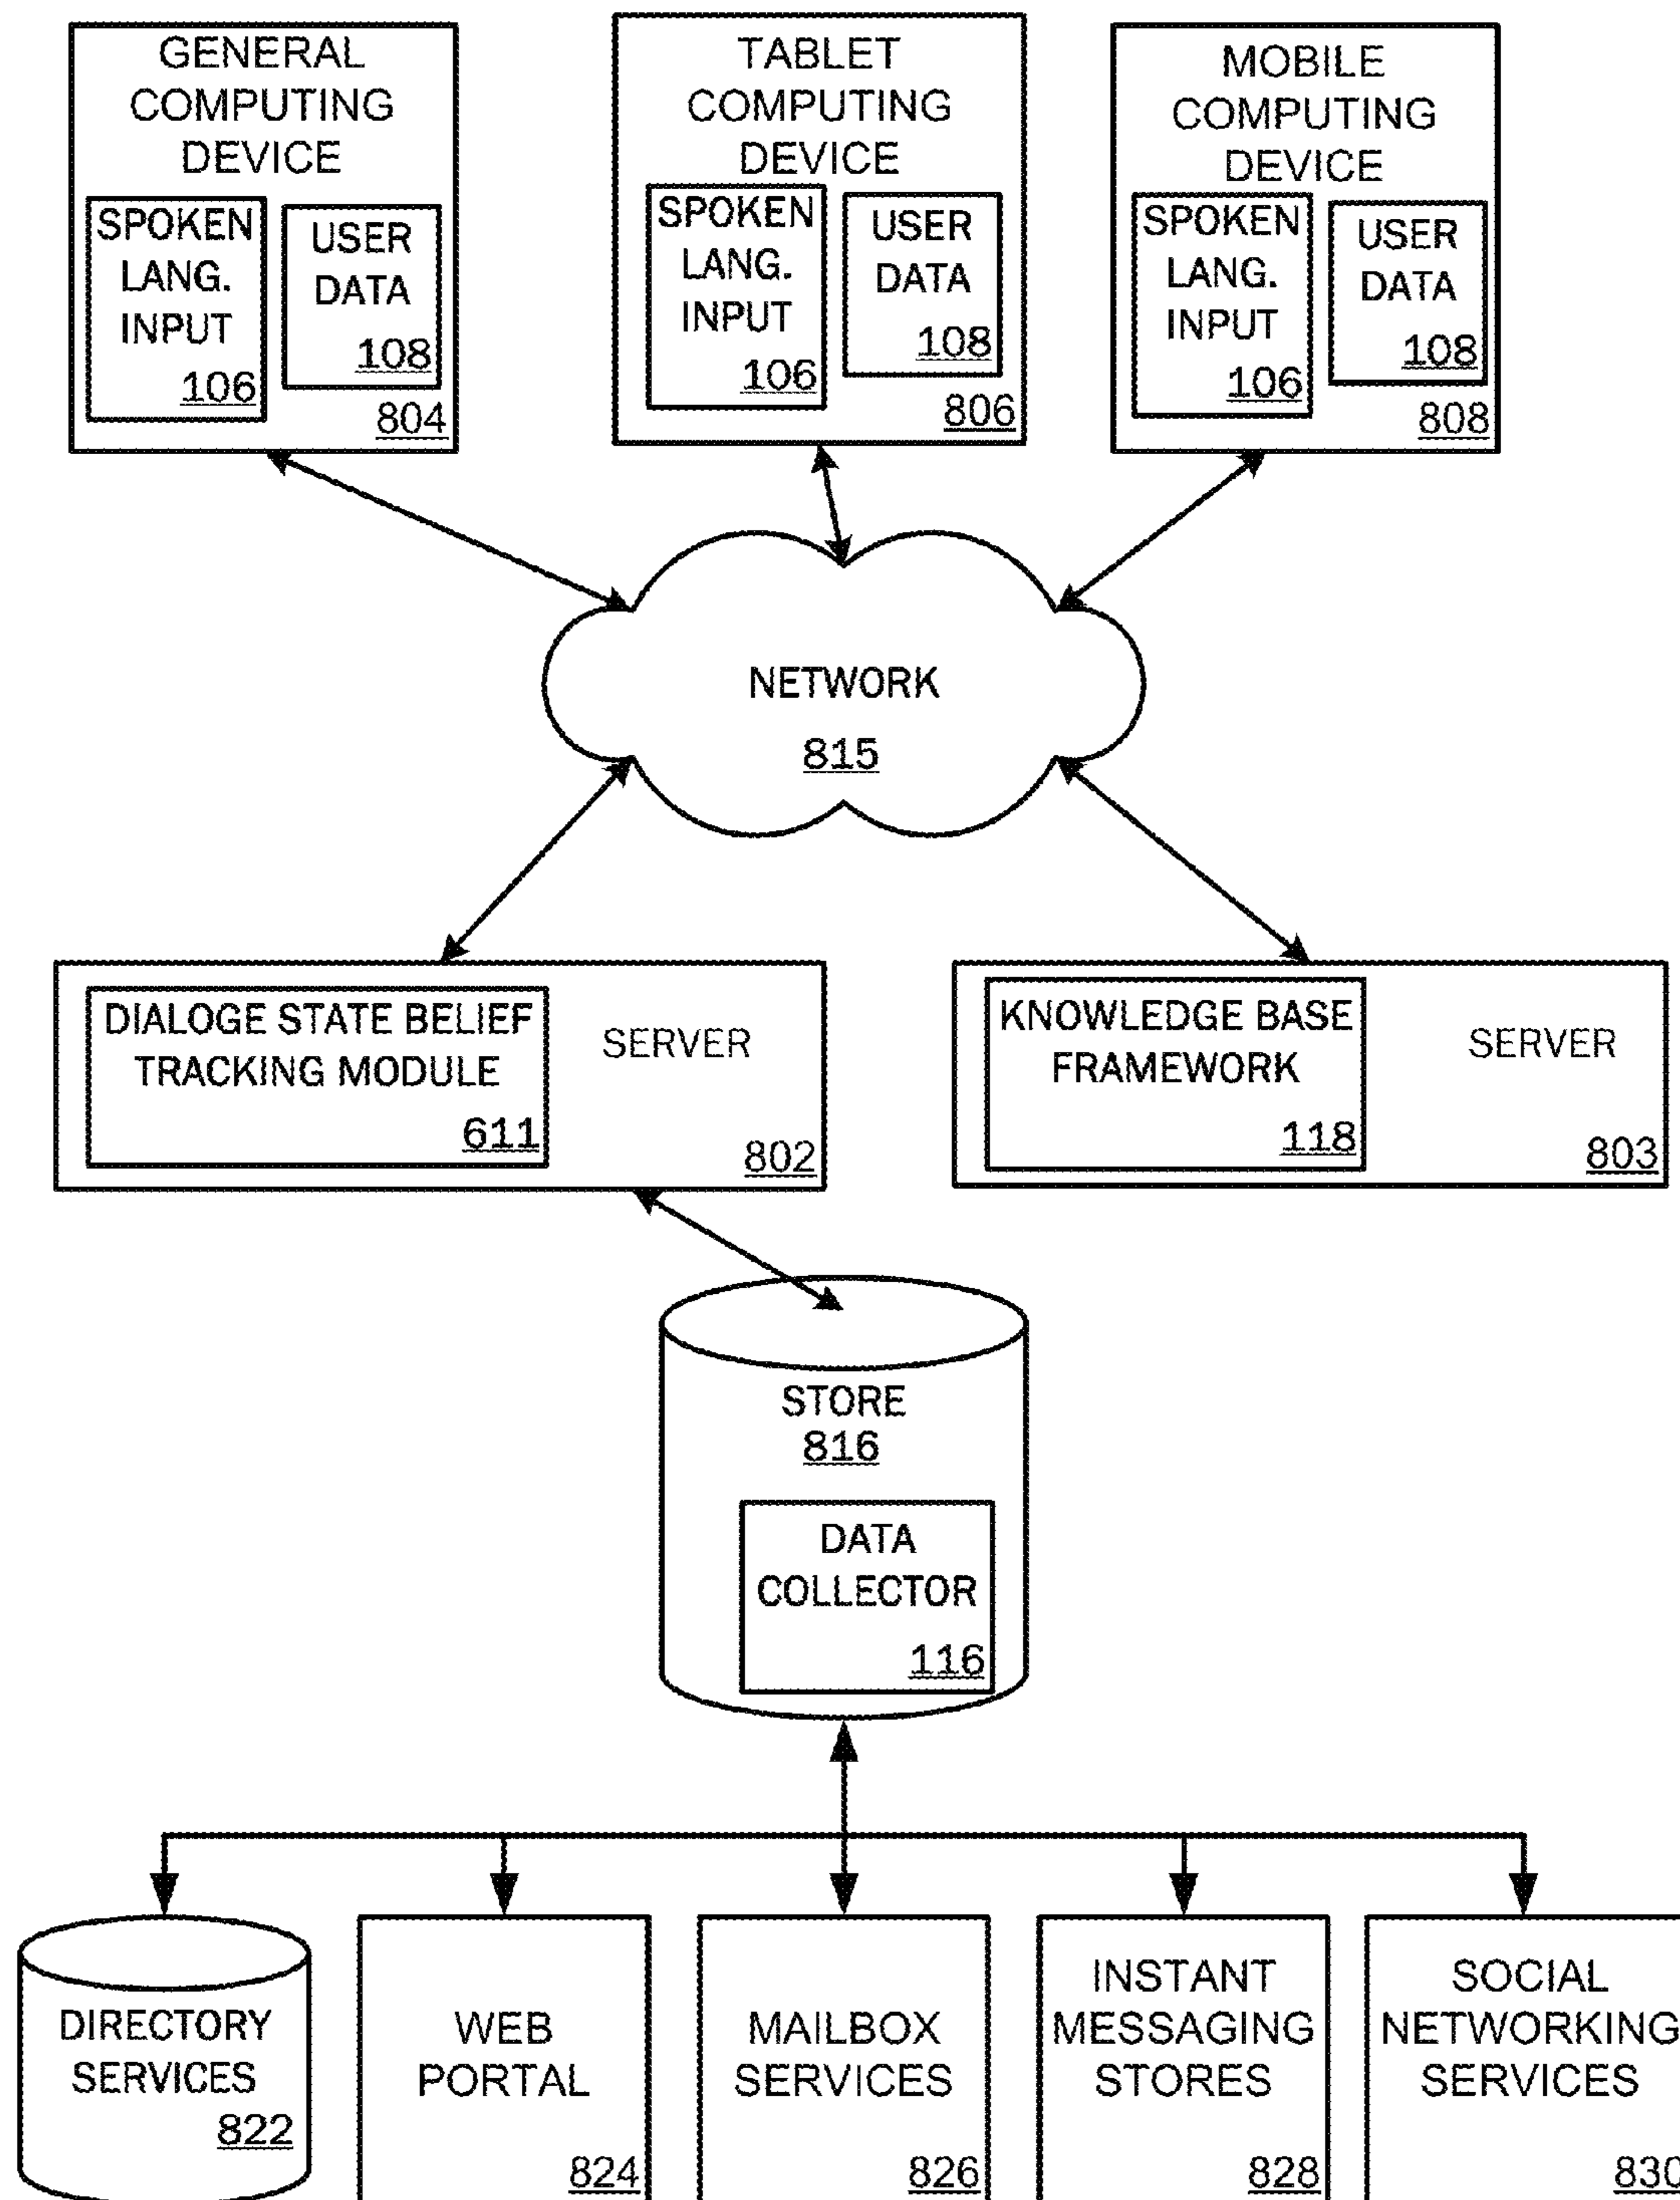 GENERAL
COMPUTING
DEVICE
SPOKEN
LANG.
INPUT
106
USER
DATA
108
804
TABLET
COMPUTING
DEVICE
SPOKEN
LANG.
INPUT
106
USER
DATA
108
806
MOBILE
COMPUTING
DEVICE
SPOKEN
LANG.
INPUT
106
USER
DATA
108
808
NETWORK
815
DIALOGE STATE BELIEF
TRACKING MODULE
611
SERVER
802
KNOWLEDGE BASE
FRAMEWORK
118
SERVER
803
STORE
816
DATA
COLLECTOR
116
DIRECTORY
SERVICES
822
WEB
PORTAL
824
MAILBOX
SERVICES
826
INSTANT
MESSAGING
STORES
828
SOCIAL
NETWORKING
SERVICES
830